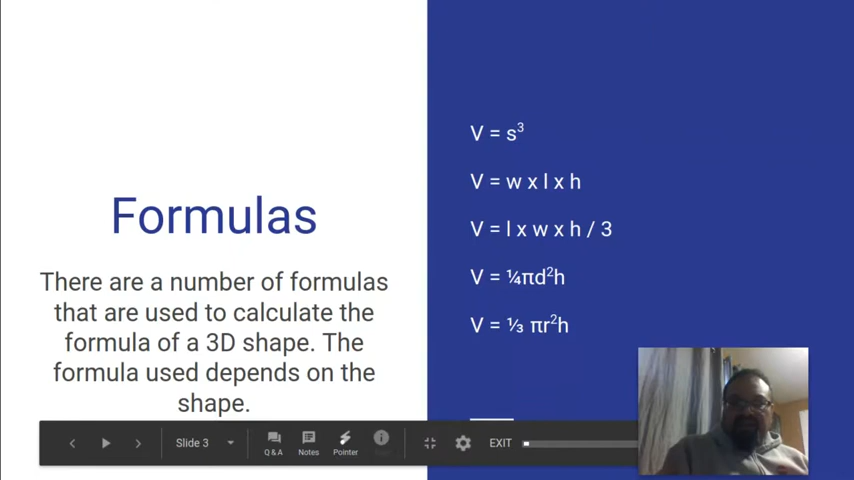 Formulas
There are a number of formulas
that are used to calculate the
formula of a 3D shape. The
formula used depends on the
shape.
V = s³
V = w x l x h
V = l x w x h / 3
V = ¼πd²h
V = ⅓ πr²h
Slide 3
Q & A
Notes
Pointer
EXIT